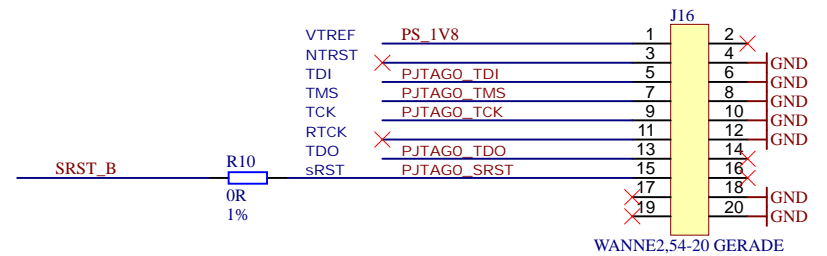 J16
VTREF PS_1V8 1 2
NTRST 3 4 GND
TDI PJTAG0_TDI 5 6 GND
TMS PJTAG0_TMS 7 8 GND
TCK PJTAG0_TCK 9 10 GND
RTCK 11 12 GND
TDO PJTAG0_TDO 13 14
SRST_B R10 sRST PJTAG0_SRST 15 16
0R 17 18 GND
1% 19 20 GND
WANNE2,54-20 GERADE